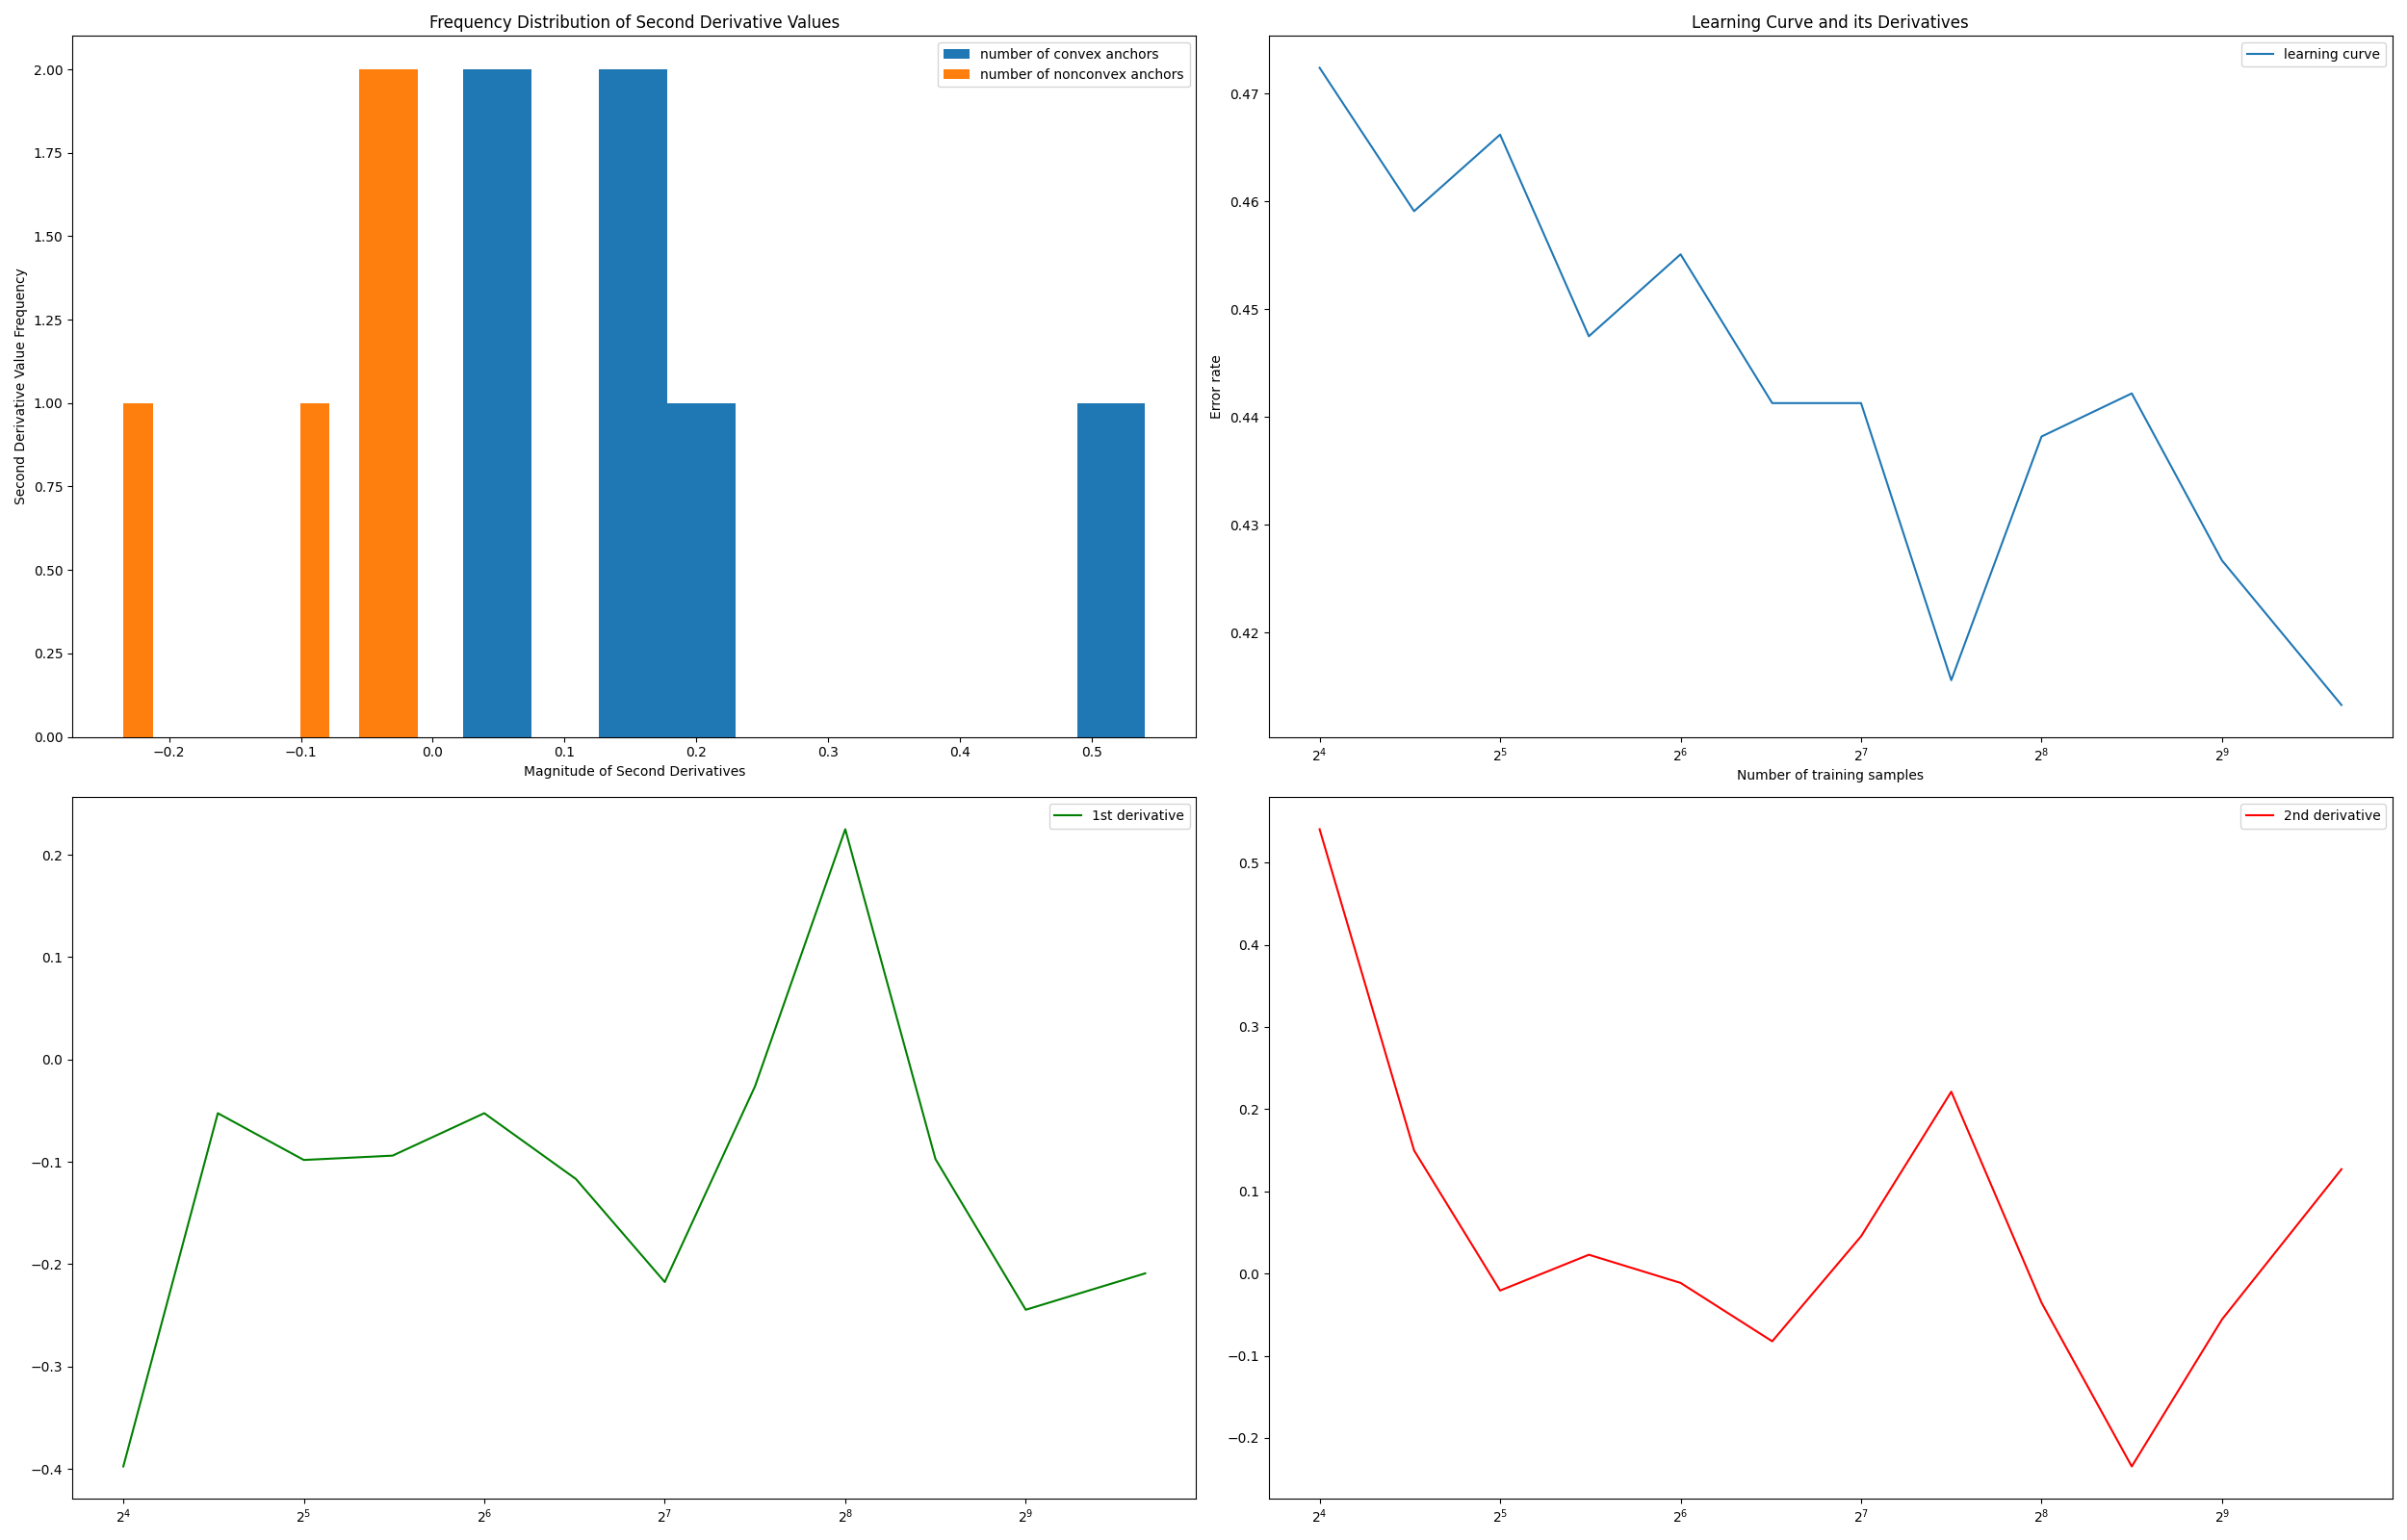 Frequency Distribution of Second Derivative Values
number of convex anchors
number of nonconvex anchors
Second Derivative Value Frequency
2.00
1.75
1.50
1.25
1.00
0.75
0.50
0.25
0.00
−0.2 −0.1 0.0 0.1 0.2 0.3 0.4 0.5
Magnitude of Second Derivatives
Learning Curve and its Derivatives
learning curve
Error rate
0.47
0.46
0.45
0.44
0.43
0.42
2⁴ 2⁵ 2⁶ 2⁷ 2⁸ 2⁹
Number of training samples
1st derivative
0.2
0.1
0.0
−0.1
−0.2
−0.3
−0.4
2⁴ 2⁵ 2⁶ 2⁷ 2⁸ 2⁹
2nd derivative
0.5
0.4
0.3
0.2
0.1
0.0
−0.1
−0.2
2⁴ 2⁵ 2⁶ 2⁷ 2⁸ 2⁹